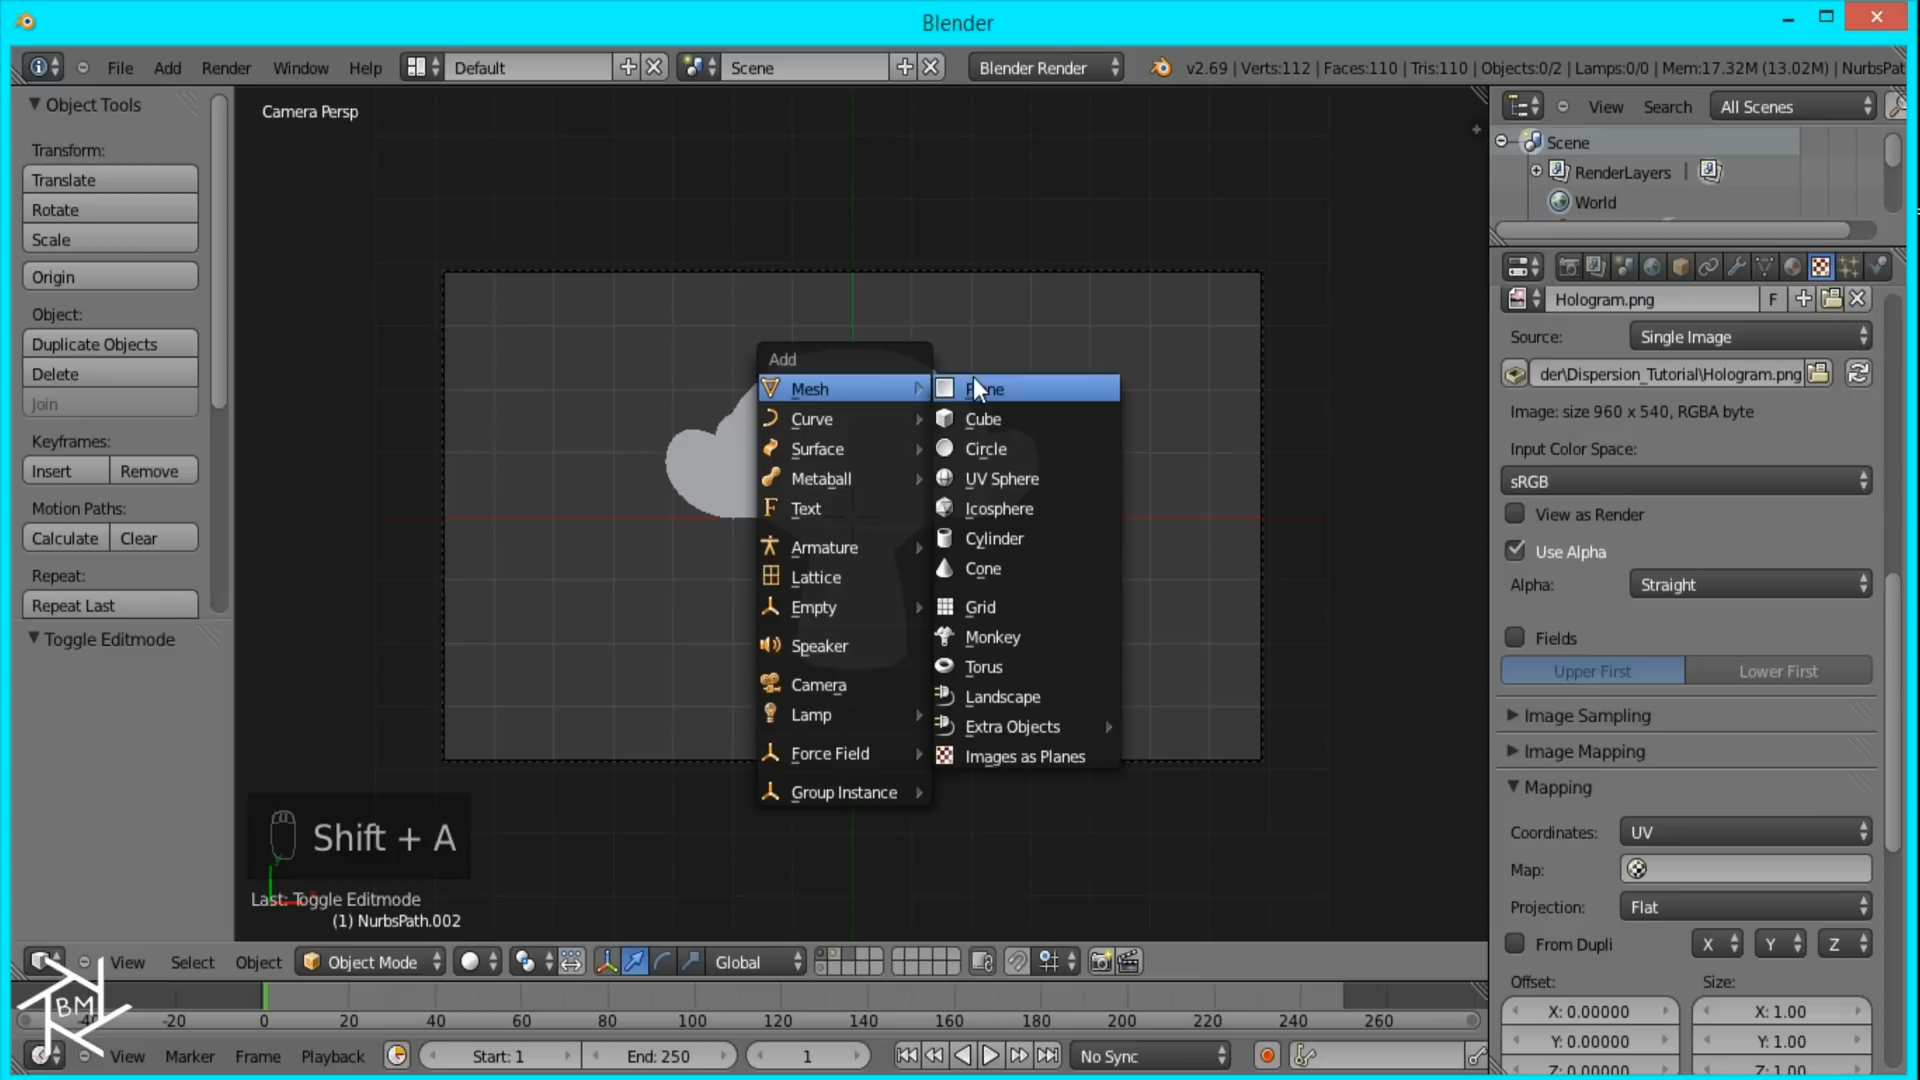 Blender
File Add Render Window Help Default Scene Blender Render v2.69 | Verts:112 | Faces:110 | Tris:110 | Objects:0/2 | Lamps:0/0 | Mem:17.32M (13.02M) | NurbsPat
Object Tools
Transform:
Translate
Rotate
Scale
Origin
Object:
Duplicate Objects
Delete
Join
Keyframes:
Insert Remove
Motion Paths:
Calculate Clear
Repeat:
Repeat Last
Toggle Editmode
Camera Persp
Add
Mesh
Curve
Surface
Metaball
Text
Armature
Lattice
Empty
Speaker
Camera
Lamp
Force Field
Group Instance
Cube
Circle
UV Sphere
Icosphere
Cylinder
Cone
Grid
Monkey
Torus
Landscape
Extra Objects
Images as Planes
Shift + A
Last: Toggle Editmode
(1) NurbsPath.002
View Search All Scenes
Scene
RenderLayers |
World
Hologram.png F
Source: Single Image
der\Dispersion_Tutorial\Hologram.png
Image: size 960 x 540, RGBA byte
Input Color Space:
sRGB
View as Render
Use Alpha
Alpha: Straight
Fields
Upper First Lower First
Image Sampling
Image Mapping
Mapping
Coordinates: UV
Map:
Projection: Flat
From Dupli X Y Z
Offset: Size:
X: 0.00000 X: 1.00
Y: 0.00000 Y: 1.00
Z: 0.00000 Z: 1.00
View Select Object Object Mode Global
BM
-40 -20 0 20 40 60 80 100 120 140 160 180 200 220 240 260
View Marker Frame Playback Start: 1 End: 250 1 No Sync